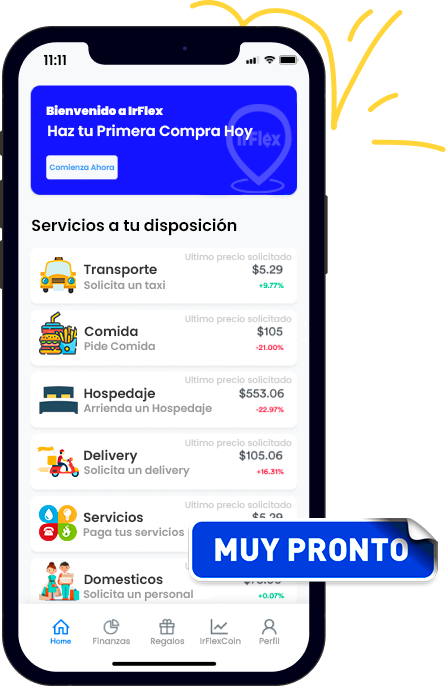 11:11
Bienvenido a IrFlex
Haz tu Primera Compra Hoy
IrFlex
Comienza Ahora
Servicios a tu disposición
Ultimo precio solicitado
Transporte
$5.29
Solicita un taxi
+9.77%
Ultimo precio solicitado
Comida
$105
Pide Comida
-21.00%
Ultimo precio solicitado
Hospedaje
$553.06
Arrienda un Hospedaje
-22.97%
Ultimo precio solicitado
Delivery
$105.06
Solicita un delivery
+16.31%
Ultimo precio solicitado
Servicios
$5.29
Paga tus servicios
MUY PRONTO
Domesticos
Solicita un personal
+0.07%
Home
Finanzas
Regalos
IrFlexCoin
Perfil